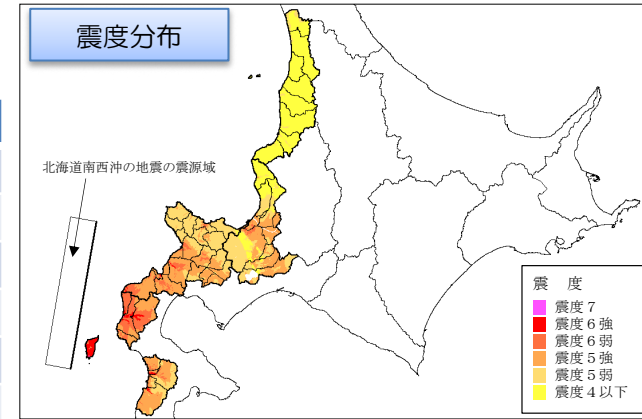 震度分布
北海道南西沖の地震の震源域
震 度
震度７
震度６強
震度６弱
震度５強
震度５弱
震度４以下